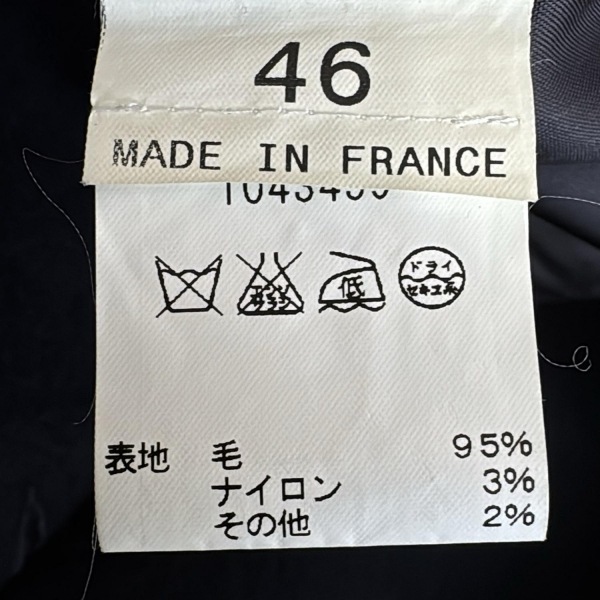 46
MADE IN FRANCE
低
ドライ
セキユ系
表地 毛 95%
ナイロン 3%
その他 2%